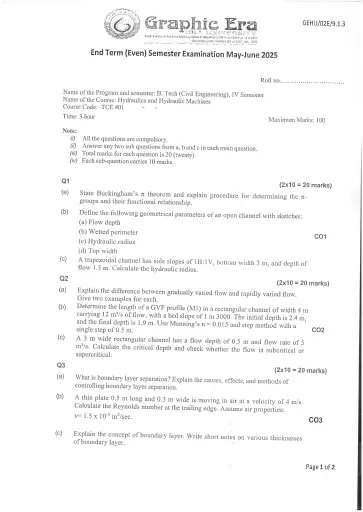 Graphic Era
GEHU/02E/9.1.3
End Term (Even) Semester Examination May-June 2025
Roll no..............................
Name of the Program and semester: B. Tech (Civil Engineering), IV Semester
Name of the Course: Hydraulics and Hydraulic Machines
Course Code: TCE 401
Time: 3-hour
Maximum Marks: 100
Note:
(i) All the questions are compulsory.
(ii) Answer any two sub questions from a, b and c in each main question.
(iii) Total marks for each question is 20 (twenty).
(iv) Each sub-question carries 10 marks.
Q1
(2x10 = 20 marks)
(a) State Buckingham's π theorem and explain procedure for determining the π-
groups and their functional relationship.
(b) Define the following geometrical parameters of an open channel with sketches:
(a) Flow depth
(b) Wetted perimeter
CO1
(c) Hydraulic radius
(d) Top width
(c) A trapezoidal channel has side slopes of 1H:1V, bottom width 3 m, and depth of
flow 1.5 m. Calculate the hydraulic radius.
Q2
(2x10 = 20 marks)
(a) Explain the difference between gradually varied flow and rapidly varied flow.
Give two examples for each.
(b) Determine the length of a GVF profile (M1) in a rectangular channel of width 4 m
carrying 12 m³/s of flow, with a bed slope of 1 m 3000. The initial depth is 2.4 m,
and the final depth is 1.9 m. Use Manning's n = 0.015 and step method with a
single step of 0.5 m.
CO2
(c) A 3 m wide rectangular channel has a flow depth of 0.5 m and flow rate of 5
m³/s. Calculate the critical depth and check whether the flow is subcritical or
supercritical.
Q3
(2x10 = 20 marks)
(a) What is boundary layer separation? Explain the causes, effects, and methods of
controlling boundary layer separation.
(b) A thin plate 0.5 m long and 0.3 m wide is moving in air at a velocity of 4 m/s.
Calculate the Reynolds number at the trailing edge. Assume air properties:
ν= 1.5 x 10⁻⁵ m²/sec.
CO3
(c) Explain the concept of boundary layer. Write short notes on various thicknesses
of boundary layer.
Page 1 of 2